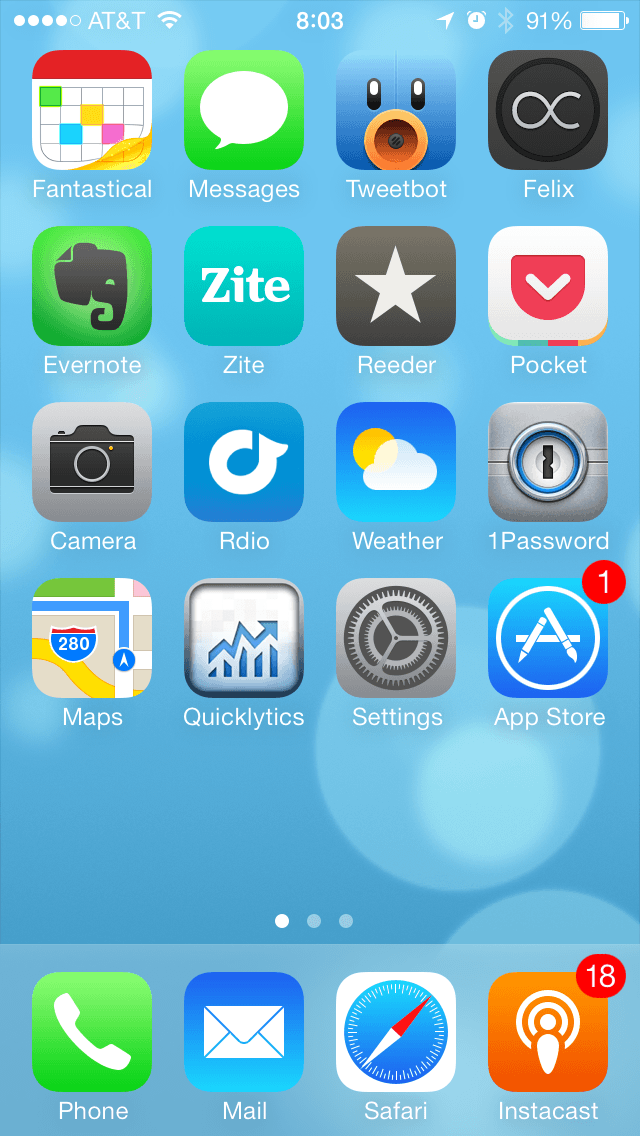 AT&T 8:03 91%
Fantastical Messages Tweetbot Felix
Zite
Evernote Zite Reeder Pocket
Camera Rdio Weather 1Password
1
280
Maps Quicklytics Settings App Store
18
Phone Mail Safari Instacast